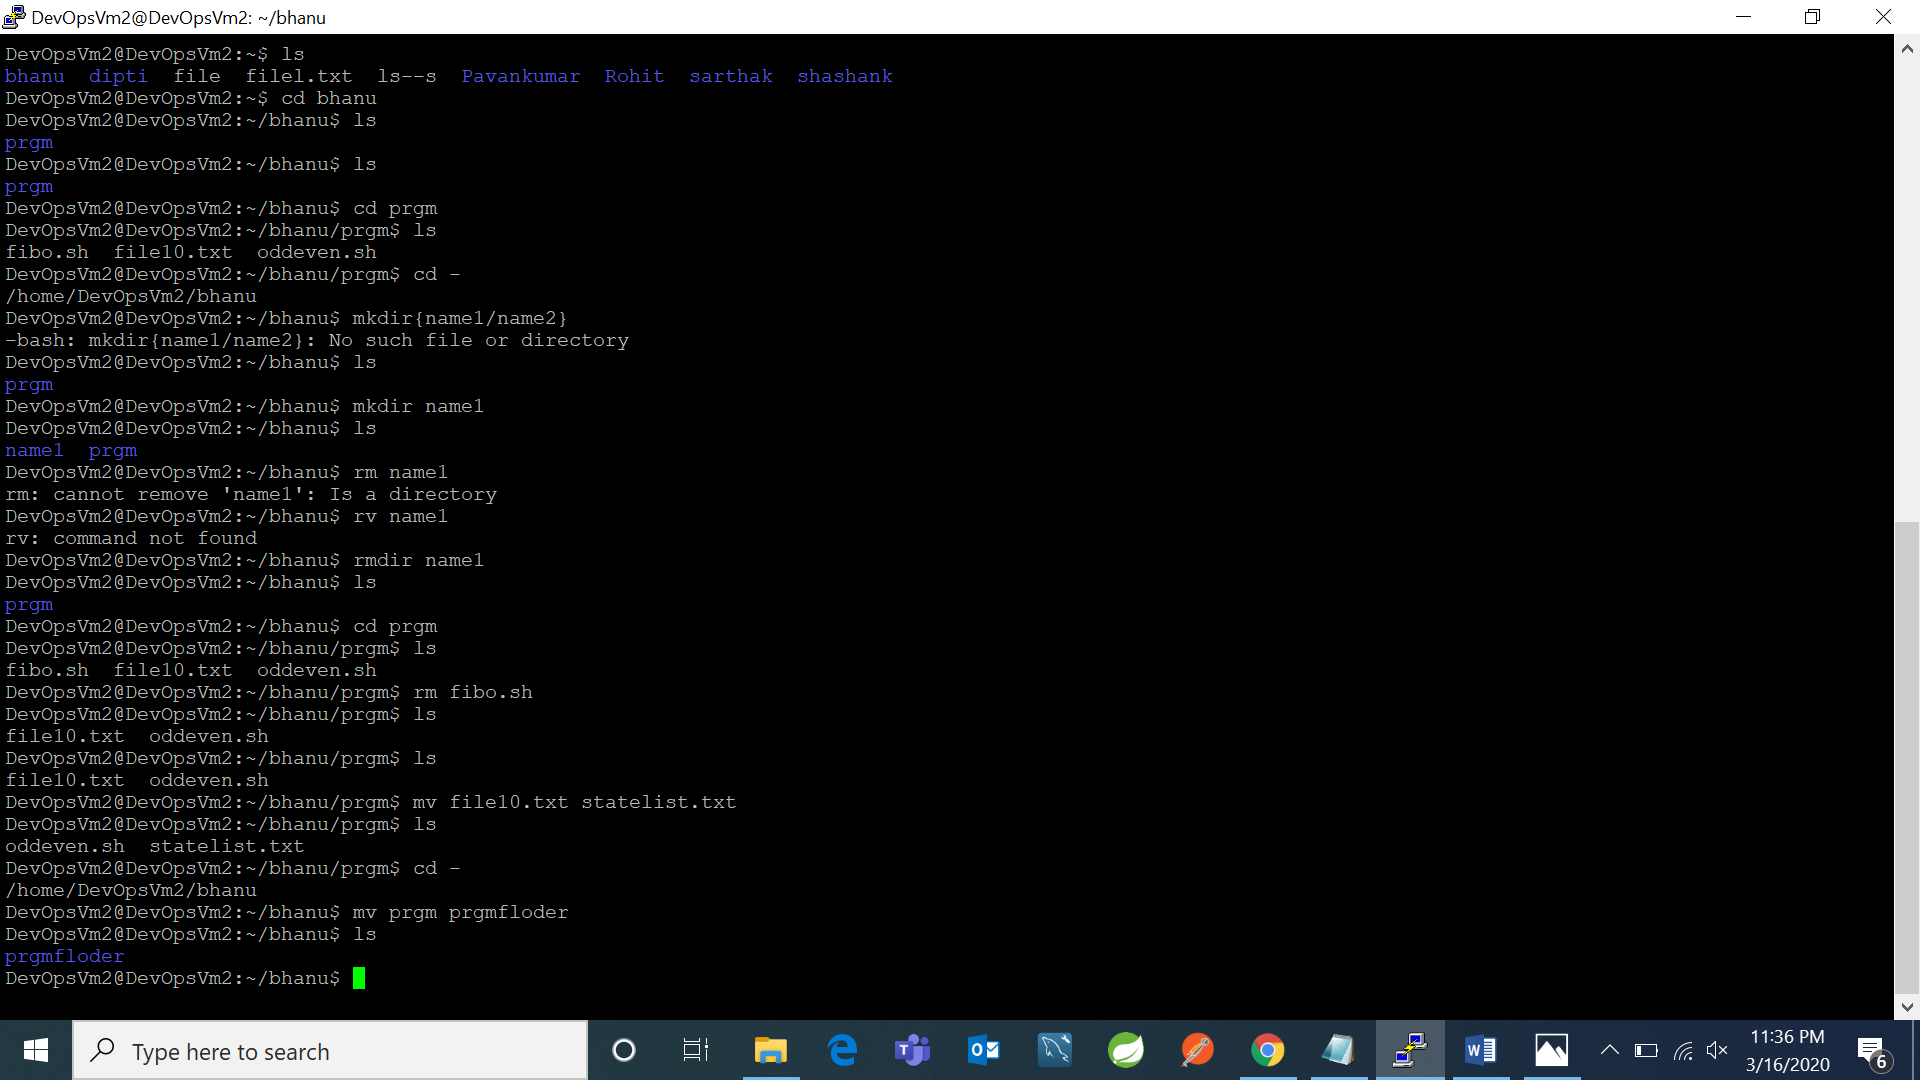 DevOpsVm2@DevOpsVm2: ~/bhanu
DevOpsVm2@DevOpsVm2:~$ ls
bhanu  dipti  file  filel.txt  ls--s  Pavankumar  Rohit  sarthak  shashank
DevOpsVm2@DevOpsVm2:~$ cd bhanu
DevOpsVm2@DevOpsVm2:~/bhanu$ ls
prgm
DevOpsVm2@DevOpsVm2:~/bhanu$ ls
prgm
DevOpsVm2@DevOpsVm2:~/bhanu$ cd prgm
DevOpsVm2@DevOpsVm2:~/bhanu/prgm$ ls
fibo.sh  file10.txt  oddeven.sh
DevOpsVm2@DevOpsVm2:~/bhanu/prgm$ cd -
/home/DevOpsVm2/bhanu
DevOpsVm2@DevOpsVm2:~/bhanu$ mkdir{name1/name2}
-bash: mkdir{name1/name2}: No such file or directory
DevOpsVm2@DevOpsVm2:~/bhanu$ ls
prgm
DevOpsVm2@DevOpsVm2:~/bhanu$ mkdir name1
DevOpsVm2@DevOpsVm2:~/bhanu$ ls
name1  prgm
DevOpsVm2@DevOpsVm2:~/bhanu$ rm name1
rm: cannot remove 'name1': Is a directory
DevOpsVm2@DevOpsVm2:~/bhanu$ rv name1
rv: command not found
DevOpsVm2@DevOpsVm2:~/bhanu$ rmdir name1
DevOpsVm2@DevOpsVm2:~/bhanu$ ls
prgm
DevOpsVm2@DevOpsVm2:~/bhanu$ cd prgm
DevOpsVm2@DevOpsVm2:~/bhanu/prgm$ ls
fibo.sh  file10.txt  oddeven.sh
DevOpsVm2@DevOpsVm2:~/bhanu/prgm$ rm fibo.sh
DevOpsVm2@DevOpsVm2:~/bhanu/prgm$ ls
file10.txt  oddeven.sh
DevOpsVm2@DevOpsVm2:~/bhanu/prgm$ ls
file10.txt  oddeven.sh
DevOpsVm2@DevOpsVm2:~/bhanu/prgm$ mv file10.txt statelist.txt
DevOpsVm2@DevOpsVm2:~/bhanu/prgm$ ls
oddeven.sh  statelist.txt
DevOpsVm2@DevOpsVm2:~/bhanu/prgm$ cd -
/home/DevOpsVm2/bhanu
DevOpsVm2@DevOpsVm2:~/bhanu$ mv prgm prgmfloder
DevOpsVm2@DevOpsVm2:~/bhanu$ ls
prgmfloder
DevOpsVm2@DevOpsVm2:~/bhanu$
Type here to search
11:36 PM
3/16/2020
6